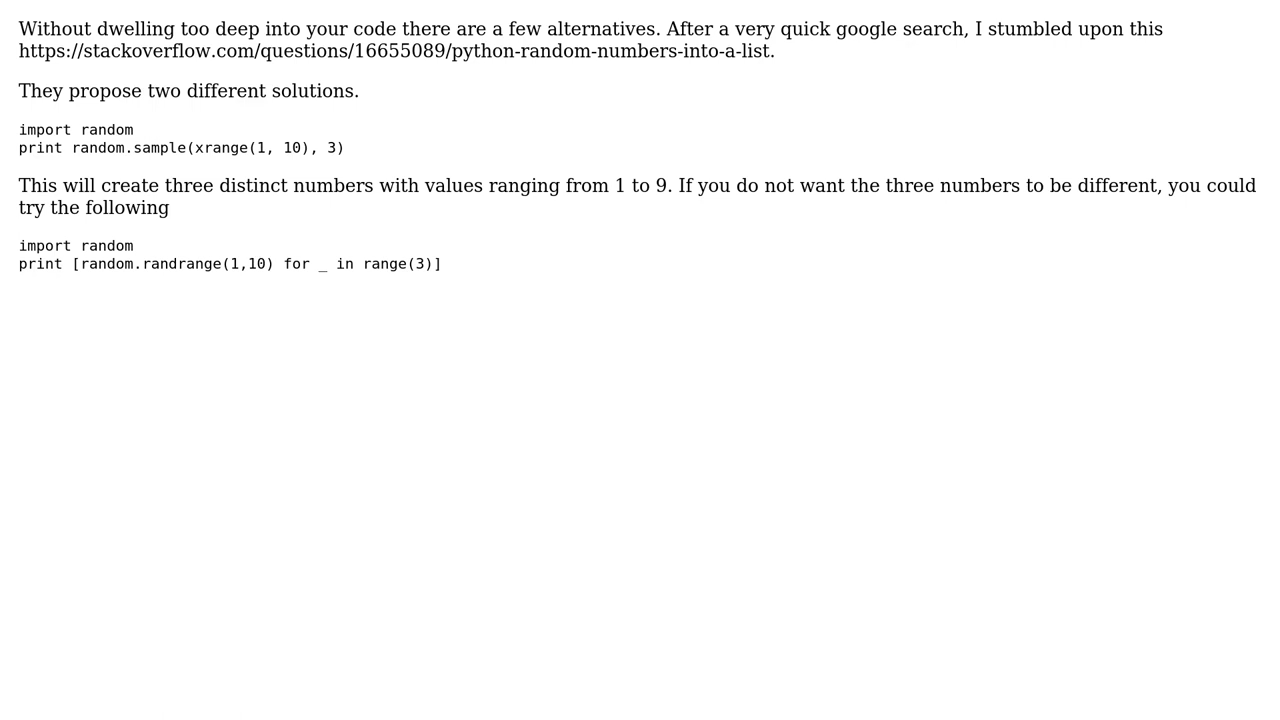 Without dwelling too deep into your code there are a few alternatives. After a very quick google search, I stumbled upon this
https://stackoverflow.com/questions/16655089/python-random-numbers-into-a-list.
They propose two different solutions.
import random
print random.sample(xrange(1, 10), 3)
This will create three distinct numbers with values ranging from 1 to 9. If you do not want the three numbers to be different, you could
try the following
import random
print [random.randrange(1,10) for _ in range(3)]